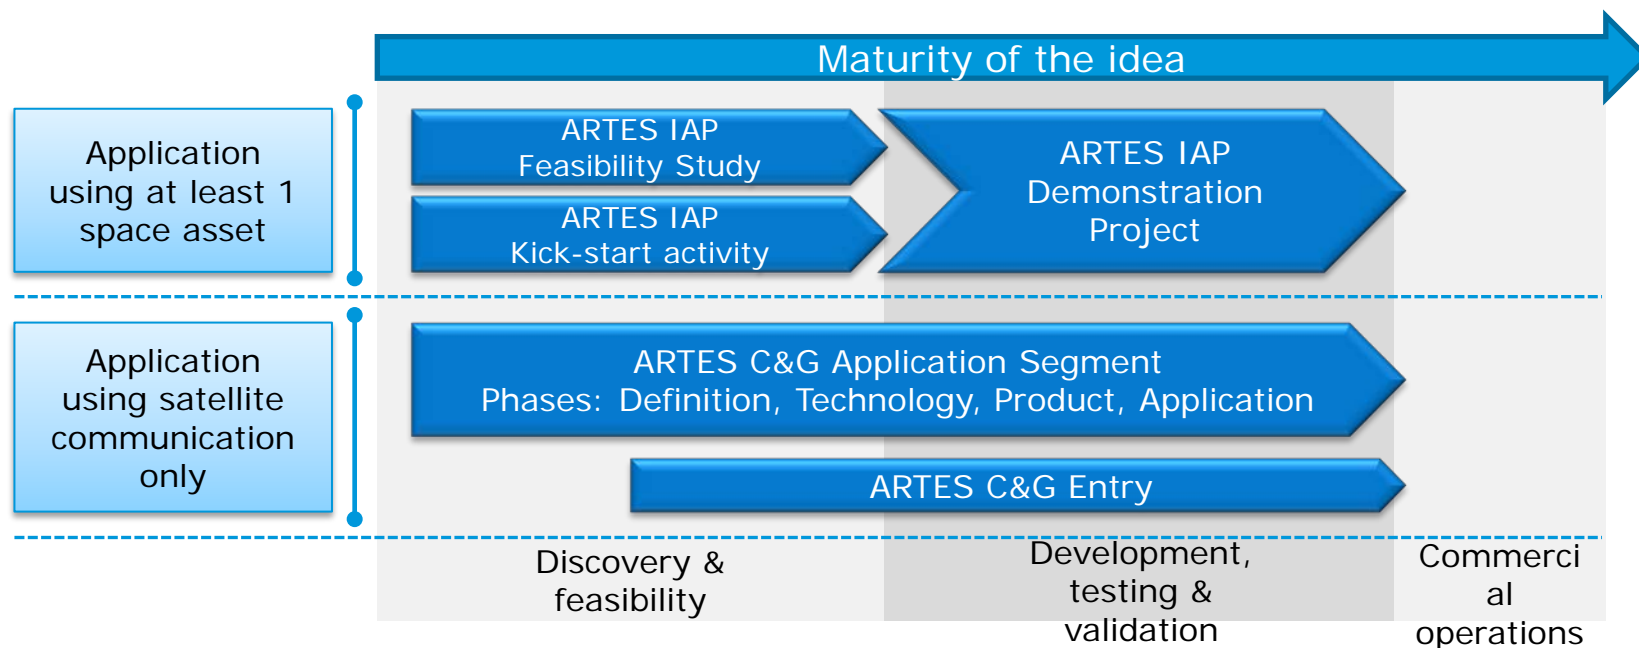 Maturity of the idea
Application
using at least 1
space asset
ARTES IAP
Feasibility Study
ARTES IAP
Kick-start activity
ARTES IAP
Demonstration
Project
Application
using satellite
communication
only
ARTES C&G Application Segment
Phases: Definition, Technology, Product, Application
ARTES C&G Entry
Discovery &
feasibility
Development,
testing &
validation
Commerci
al
operations